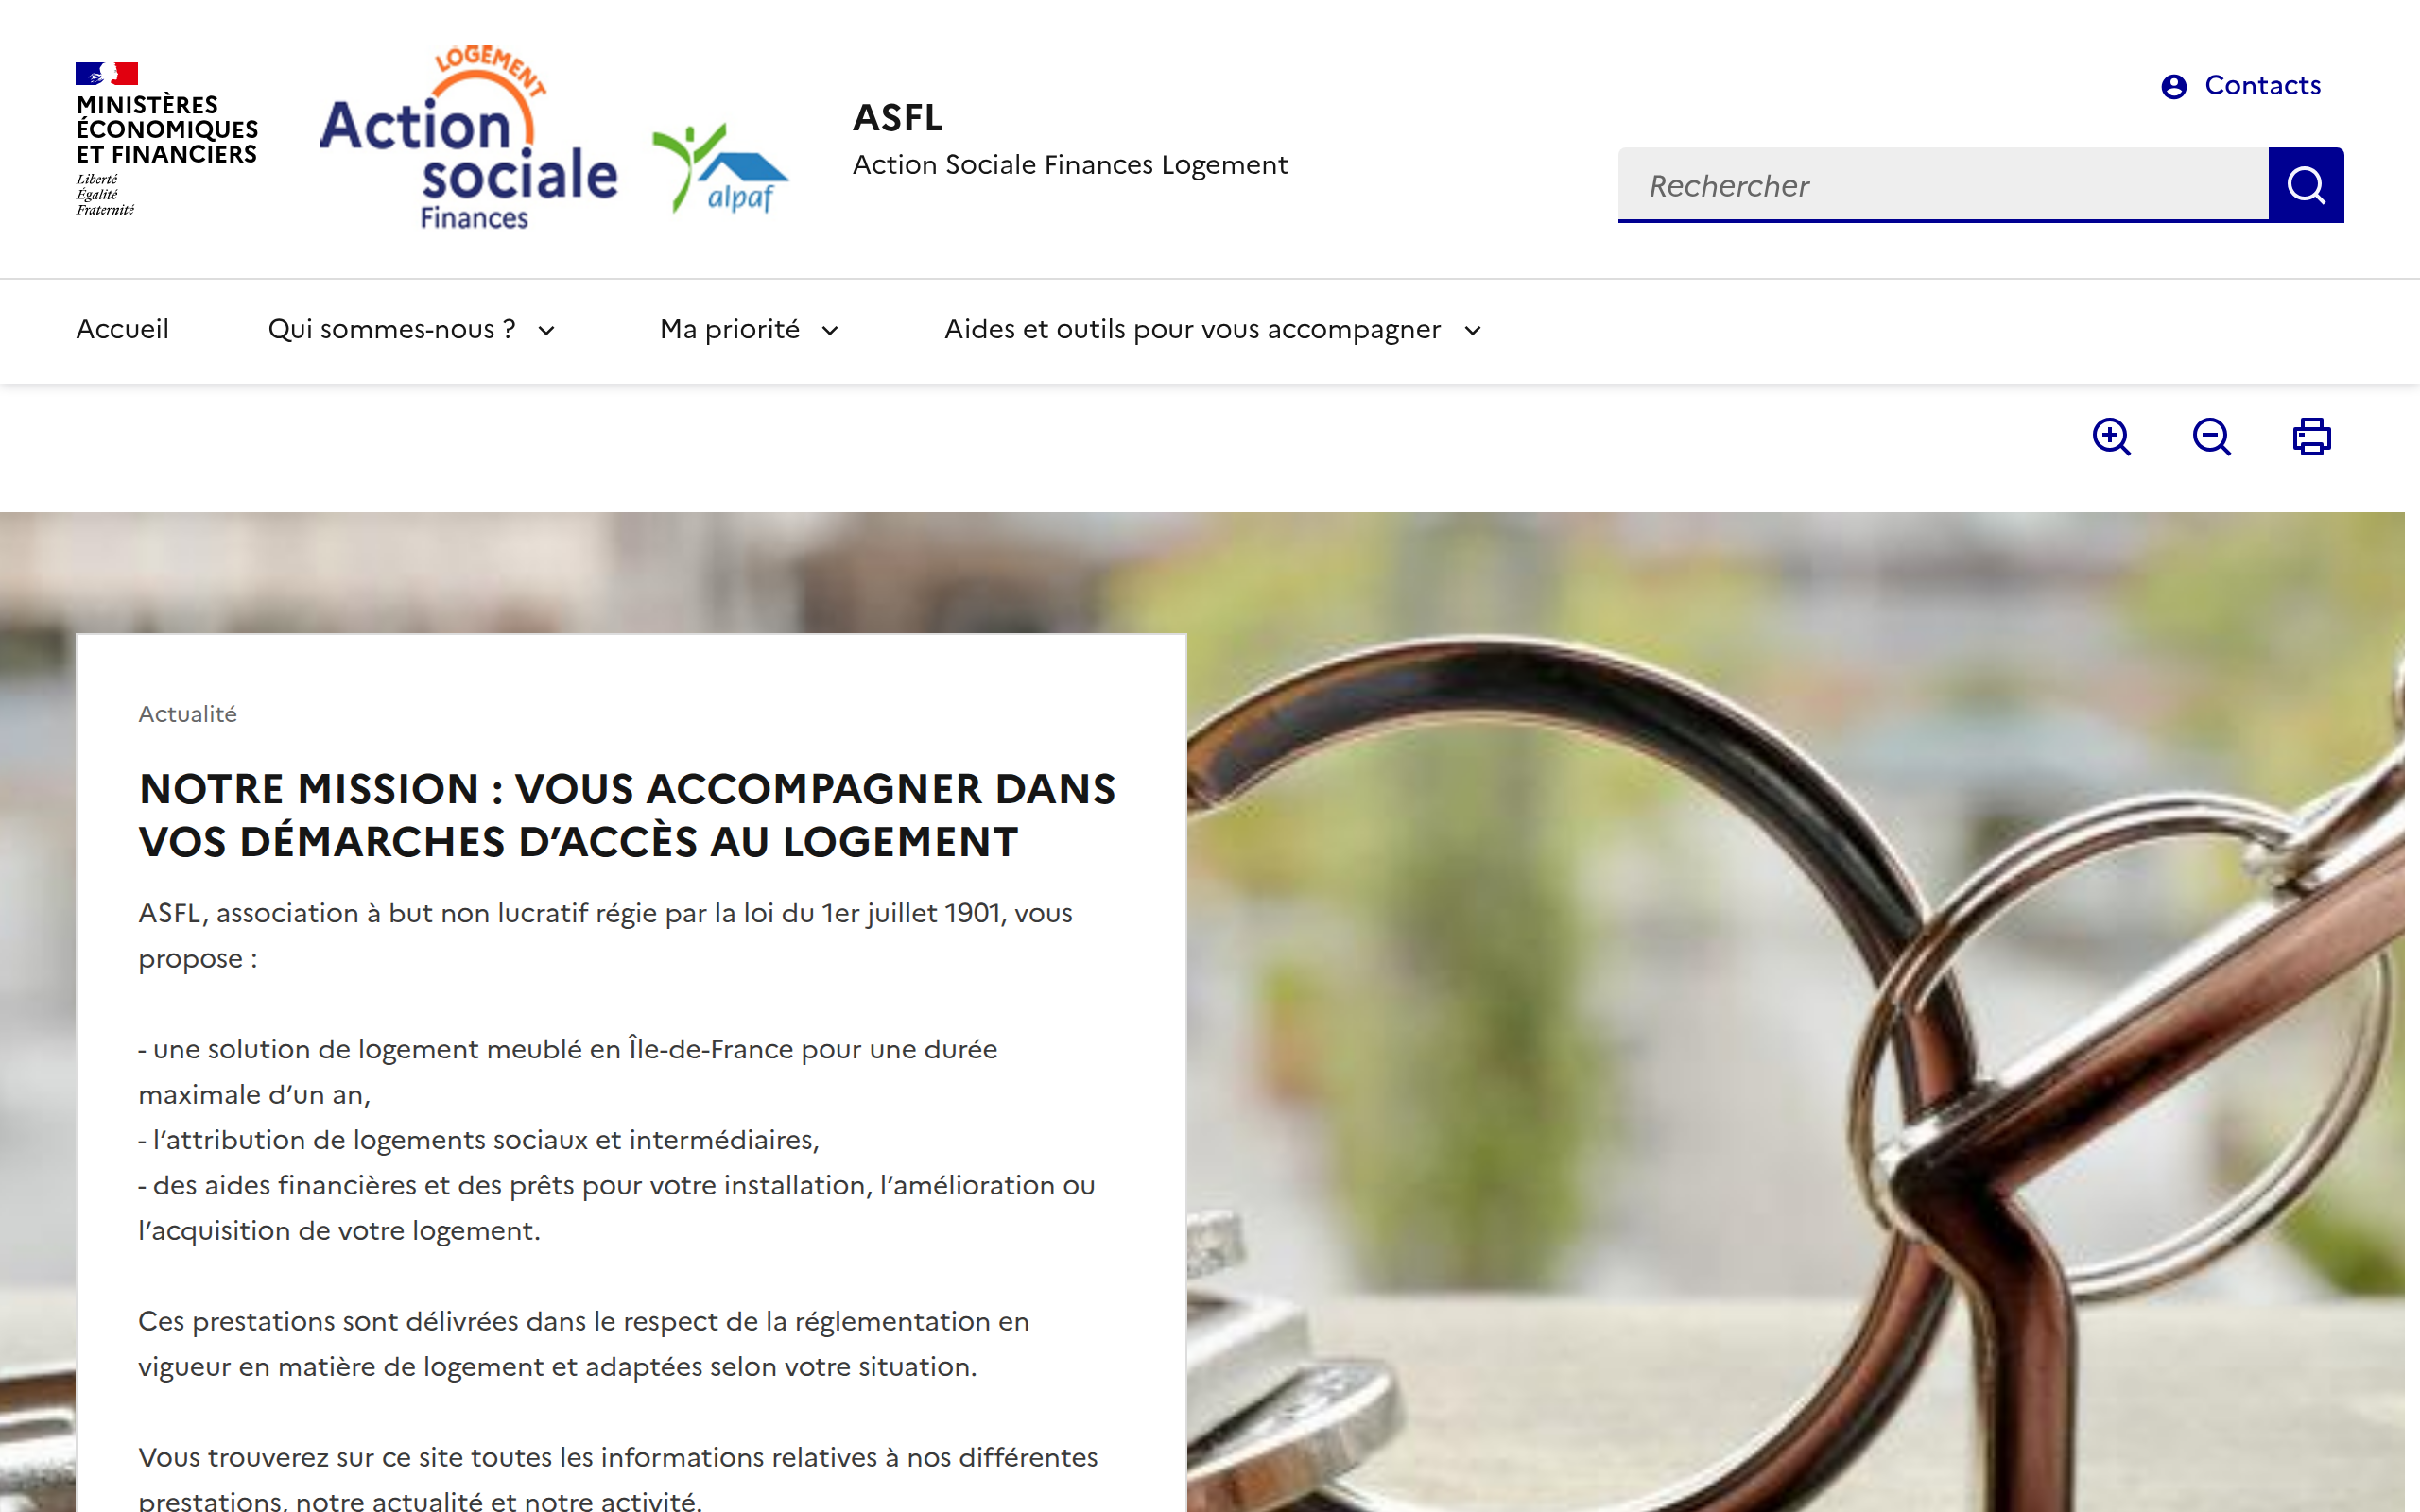 MINISTÈRES
ÉCONOMIQUES
ET FINANCIERS
Liberté
Égalité
Fraternité
LOGEMENT
Action
sociale
Finances
alpaf
ASFL
Action Sociale Finances Logement
Contacts
Rechercher
Accueil
Qui sommes-nous ?
Ma priorité
Aides et outils pour vous accompagner
Actualité
NOTRE MISSION : VOUS ACCOMPAGNER DANS
VOS DÉMARCHES D’ACCÈS AU LOGEMENT
ASFL, association à but non lucratif régie par la loi du 1er juillet 1901, vous
propose :
- une solution de logement meublé en Île-de-France pour une durée
maximale d’un an,
- l’attribution de logements sociaux et intermédiaires,
- des aides financières et des prêts pour votre installation, l’amélioration ou
l’acquisition de votre logement.
Ces prestations sont délivrées dans le respect de la réglementation en
vigueur en matière de logement et adaptées selon votre situation.
Vous trouverez sur ce site toutes les informations relatives à nos différentes
prestations, notre actualité et notre activité.